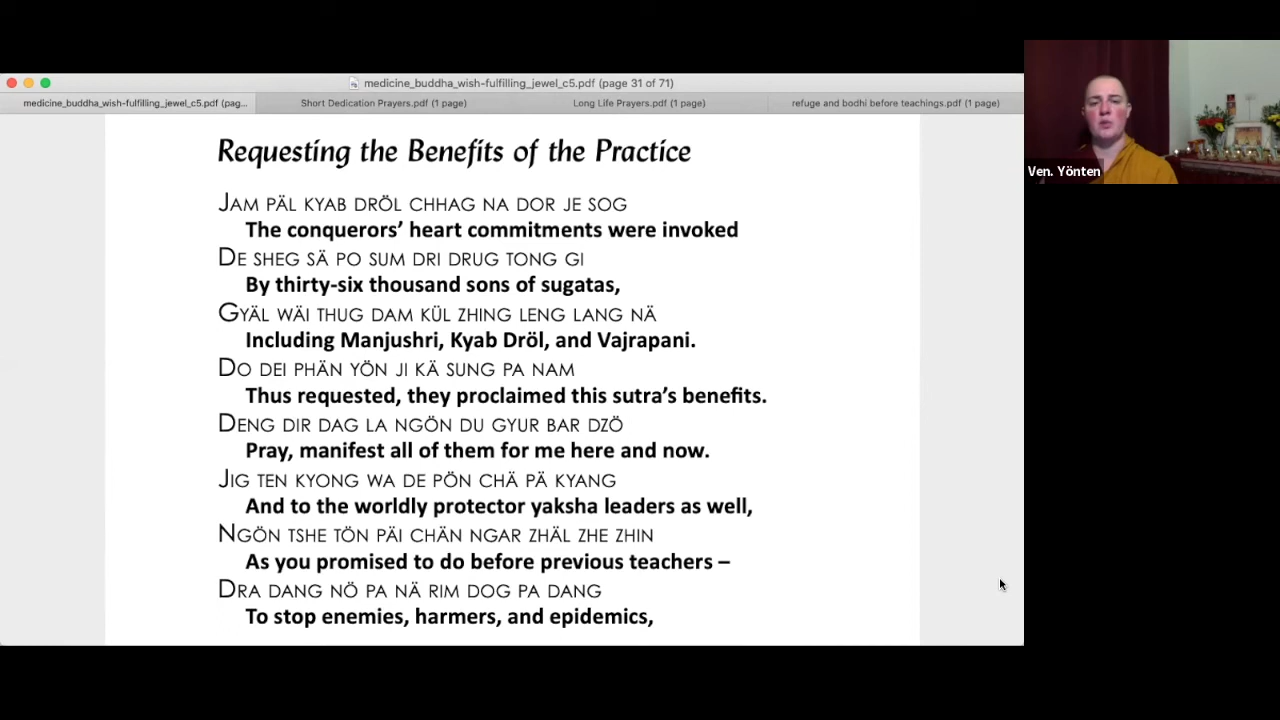 medicine_buddha_wish-fulfilling_jewel_c5.pdf (page 31 of 71)
medicine_buddha_wish-fulfilling_jewel_c5.pdf (pag... Short Dedication Prayers.pdf (1 page) Long Life Prayers.pdf (1 page) refuge and bodhi before teachings.pdf (1 page)
Requesting the Benefits of the Practice
JAM PÄL KYAB DRÖL CHHAG NA DOR JE SOG
The conquerors’ heart commitments were invoked
DE SHEG SÄ PO SUM DRI DRUG TONG GI
By thirty-six thousand sons of sugatas,
GYÄL WÄI THUG DAM KÜL ZHING LENG LANG NÄ
Including Manjushri, Kyab Dröl, and Vajrapani.
DO DEI PHÄN YÖN JI KÄ SUNG PA NAM
Thus requested, they proclaimed this sutra’s benefits.
DENG DIR DAG LA NGÖN DU GYUR BAR DZÖ
Pray, manifest all of them for me here and now.
JIG TEN KYONG WA DE PÖN CHÄ PÄ KYANG
And to the worldly protector yaksha leaders as well,
NGÖN TSHE TÖN PÄI CHÄN NGAR ZHÄL ZHE ZHIN
As you promised to do before previous teachers –
DRA DANG NÖ PA NÄ RIM DOG PA DANG
To stop enemies, harmers, and epidemics,
Ven. Yönten